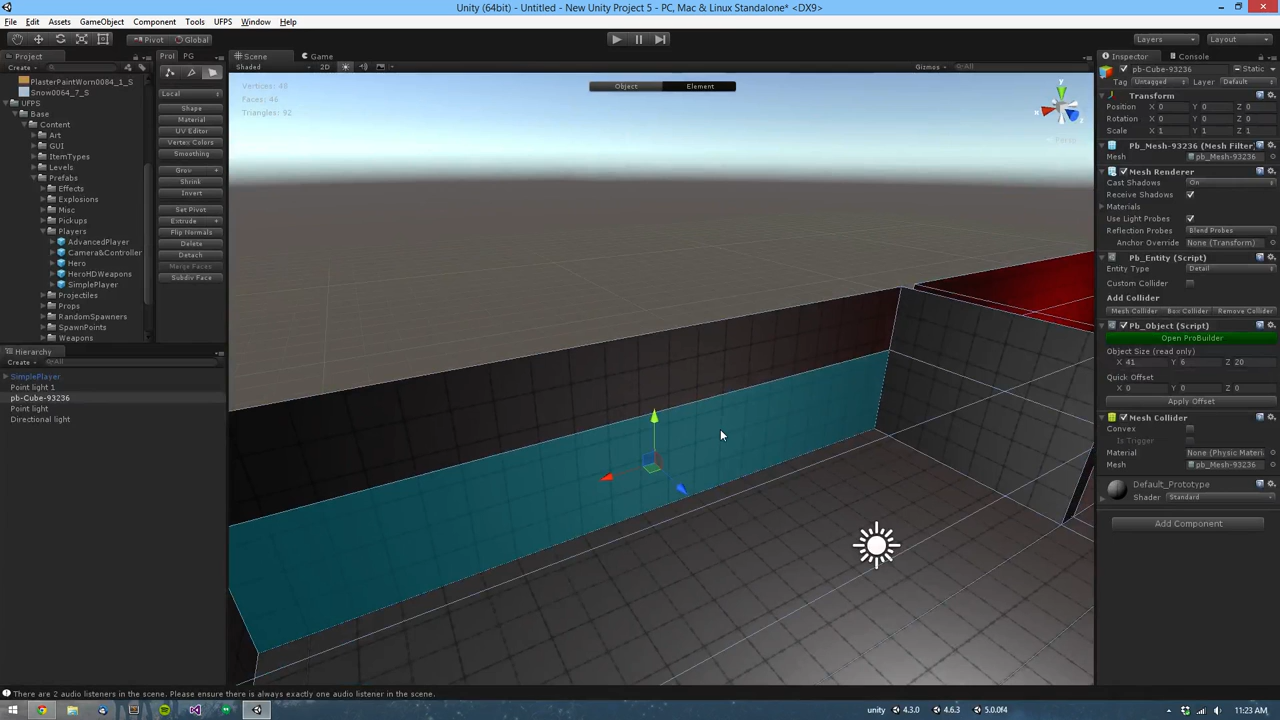 Unity (64bit) - Untitled - New Unity Project 5 - PC, Mac & Linux Standalone* <DX9>
File Edit Assets GameObject Component Tools UFPS Window Help
Pivot Global Layers Layout
Project
Create
PlasterPaintWorn0084_1_S
Snow0064_7_S
UFPS
Base
Content
Art
GUI
ItemTypes
Levels
Prefabs
Effects
Explosions
Misc
Pickups
Players
AdvancedPlayer
Camera&Controller
Hero
HeroHDWeapons
SimplePlayer
Projectiles
Props
RandomSpawners
SpawnPoints
Weapons
Hierarchy
Create All
SimplePlayer
Point light 1
pb-Cube-93236
Point light
Directional light
ProI PG
Local
Shape
Material
UV Editor
Vertex Colors
Smoothing
Grow +
Shrink
Invert
Set Pivot
Extrude +
Flip Normals
Delete
Detach
Merge Faces
Subdiv Face
Scene Game
Shaded 2D Gizmos All
Vertices: 48
Faces: 46
Triangles: 92
Object Element
y
x
z
Persp
Inspector Console
pb-Cube-93236 Static
Tag Untagged Layer Default
Transform
Position X 0 Y 0 Z 0
Rotation X 0 Y 0 Z 0
Scale X 1 Y 1 Z 1
Pb_Mesh-93236 (Mesh Filter)
Mesh pb_Mesh-93236
Mesh Renderer
Cast Shadows On
Receive Shadows
Materials
Use Light Probes
Reflection Probes Blend Probes
Anchor Override None (Transform)
Pb_Entity (Script)
Entity Type Detail
Custom Collider
Add Collider
Mesh Collider Box Collider Remove Collider
Pb_Object (Script)
Open ProBuilder
Object Size (read only)
X 41 Y 6 Z 20
Quick Offset
X 0 Y 0 Z 0
Apply Offset
Mesh Collider
Convex
Is Trigger
Material None (Physic Materi
Mesh pb_Mesh-93236
Default_Prototype
Shader Standard
Add Component
There are 2 audio listeners in the scene. Please ensure there is always exactly one audio listener in the scene.
unity 4.3.0 4.6.3 5.0.0f4 11:23 AM